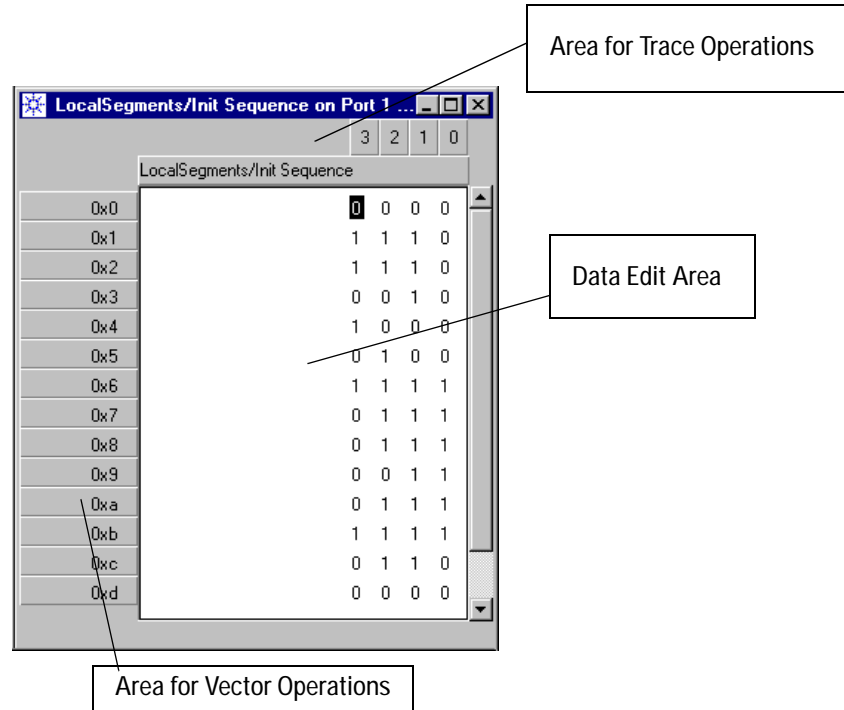 Area for Trace Operations
LocalSegments/Init Sequence on Port 1 ...
3 2 1 0
LocalSegments/Init Sequence
0x0 0 0 0 0
0x1 1 1 1 0
0x2 1 1 1 0
0x3 0 0 1 0
0x4 1 0 0 0
0x5 0 1 0 0
0x6 1 1 1 1
0x7 0 1 1 1
0x8 0 1 1 1
0x9 0 0 1 1
0xa 0 1 1 1
0xb 1 1 1 1
0xc 0 1 1 0
0xd 0 0 0 0
Data Edit Area
Area for Vector Operations